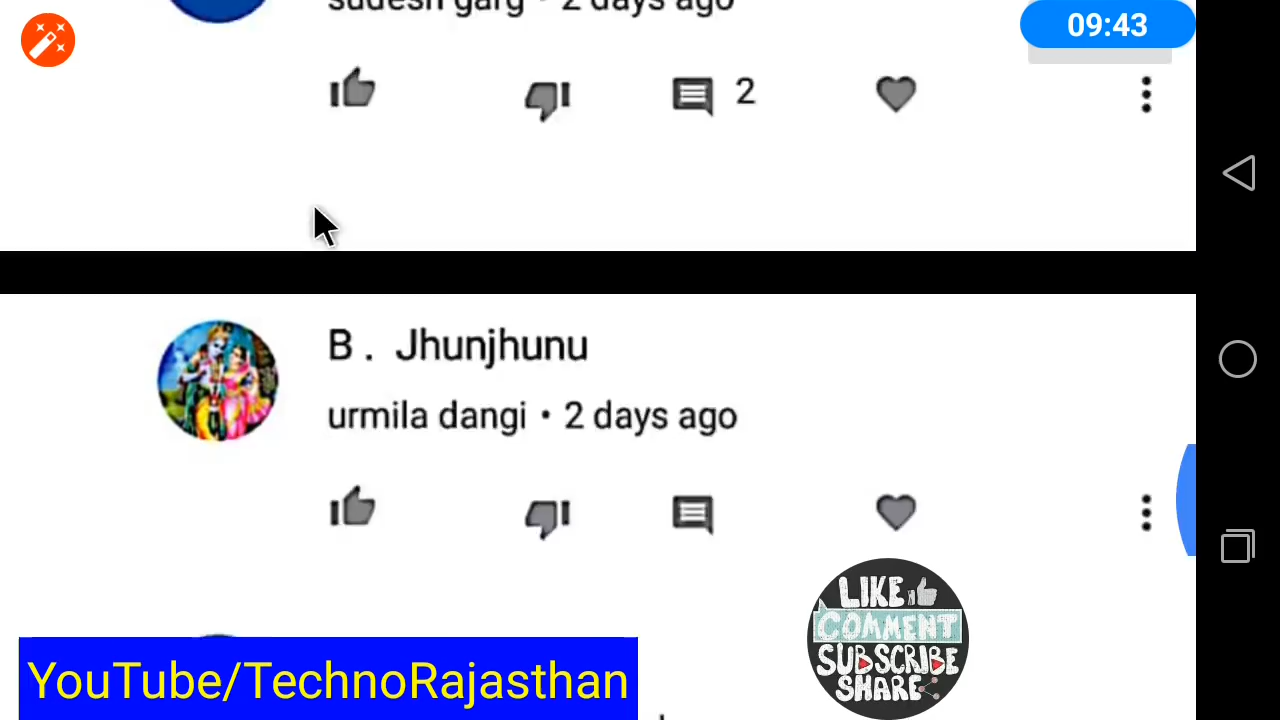 sudesh garg • 2 days ago
09:43
2
B . Jhunjhunu
urmila dangi • 2 days ago
LIKE
COMMENT
SUBSCRIBE
SHARE
YouTube/TechnoRajasthan